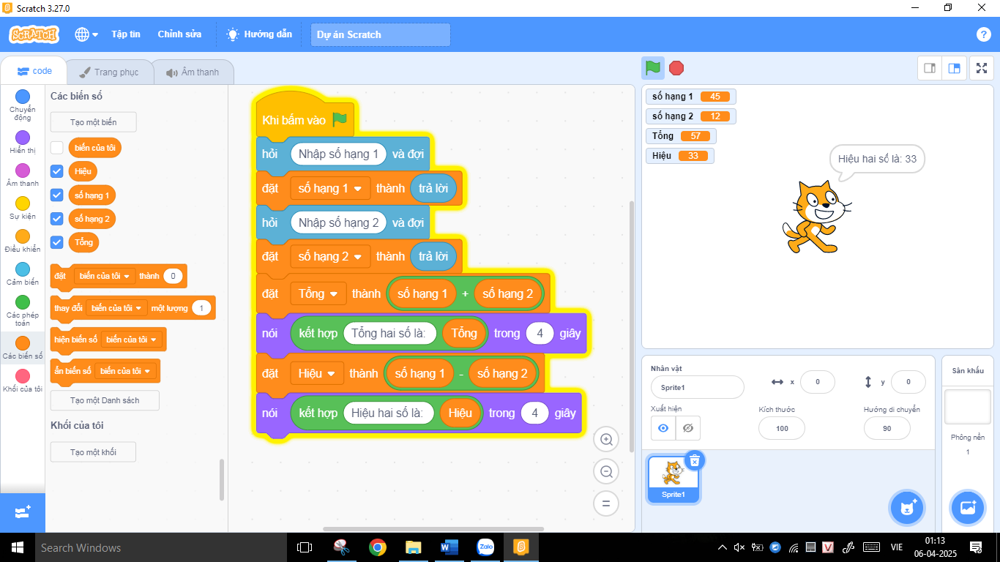 Scratch 3.27.0
SCRATCH Tập tin Chỉnh sửa Hướng dẫn Dự án Scratch ?
code Trang phục Âm thanh
Chuyển động
Hiển thị
Âm thanh
Sự kiện
Điều khiển
Cảm biến
Các phép toán
Các biến số
Khối của tôi
Các biến số
Tạo một biến
biến của tôi
Hiệu
số hạng 1
số hạng 2
Tổng
đặt biến của tôi thành 0
thay đổi biến của tôi một lượng 1
hiện biến số biến của tôi
ẩn biến số biến của tôi
Tạo một Danh sách
Khối của tôi
Tạo một khối
Khi bấm vào
hỏi Nhập số hạng 1 và đợi
đặt số hạng 1 thành trả lời
hỏi Nhập số hạng 2 và đợi
đặt số hạng 2 thành trả lời
đặt Tổng thành số hạng 1 + số hạng 2
nói kết hợp Tổng hai số là: Tổng trong 4 giây
đặt Hiệu thành số hạng 1 - số hạng 2
nói kết hợp Hiệu hai số là: Hiệu trong 4 giây
số hạng 1 45
số hạng 2 12
Tổng 57
Hiệu 33
Hiệu hai số là: 33
Nhân vật
Sprite1
x 0 y 0
Xuất hiện
Kích thước
100
Hướng di chuyển
90
Sprite1
Sân khấu
Phông nền
1
Search Windows
VIE
01:13
06-04-2025